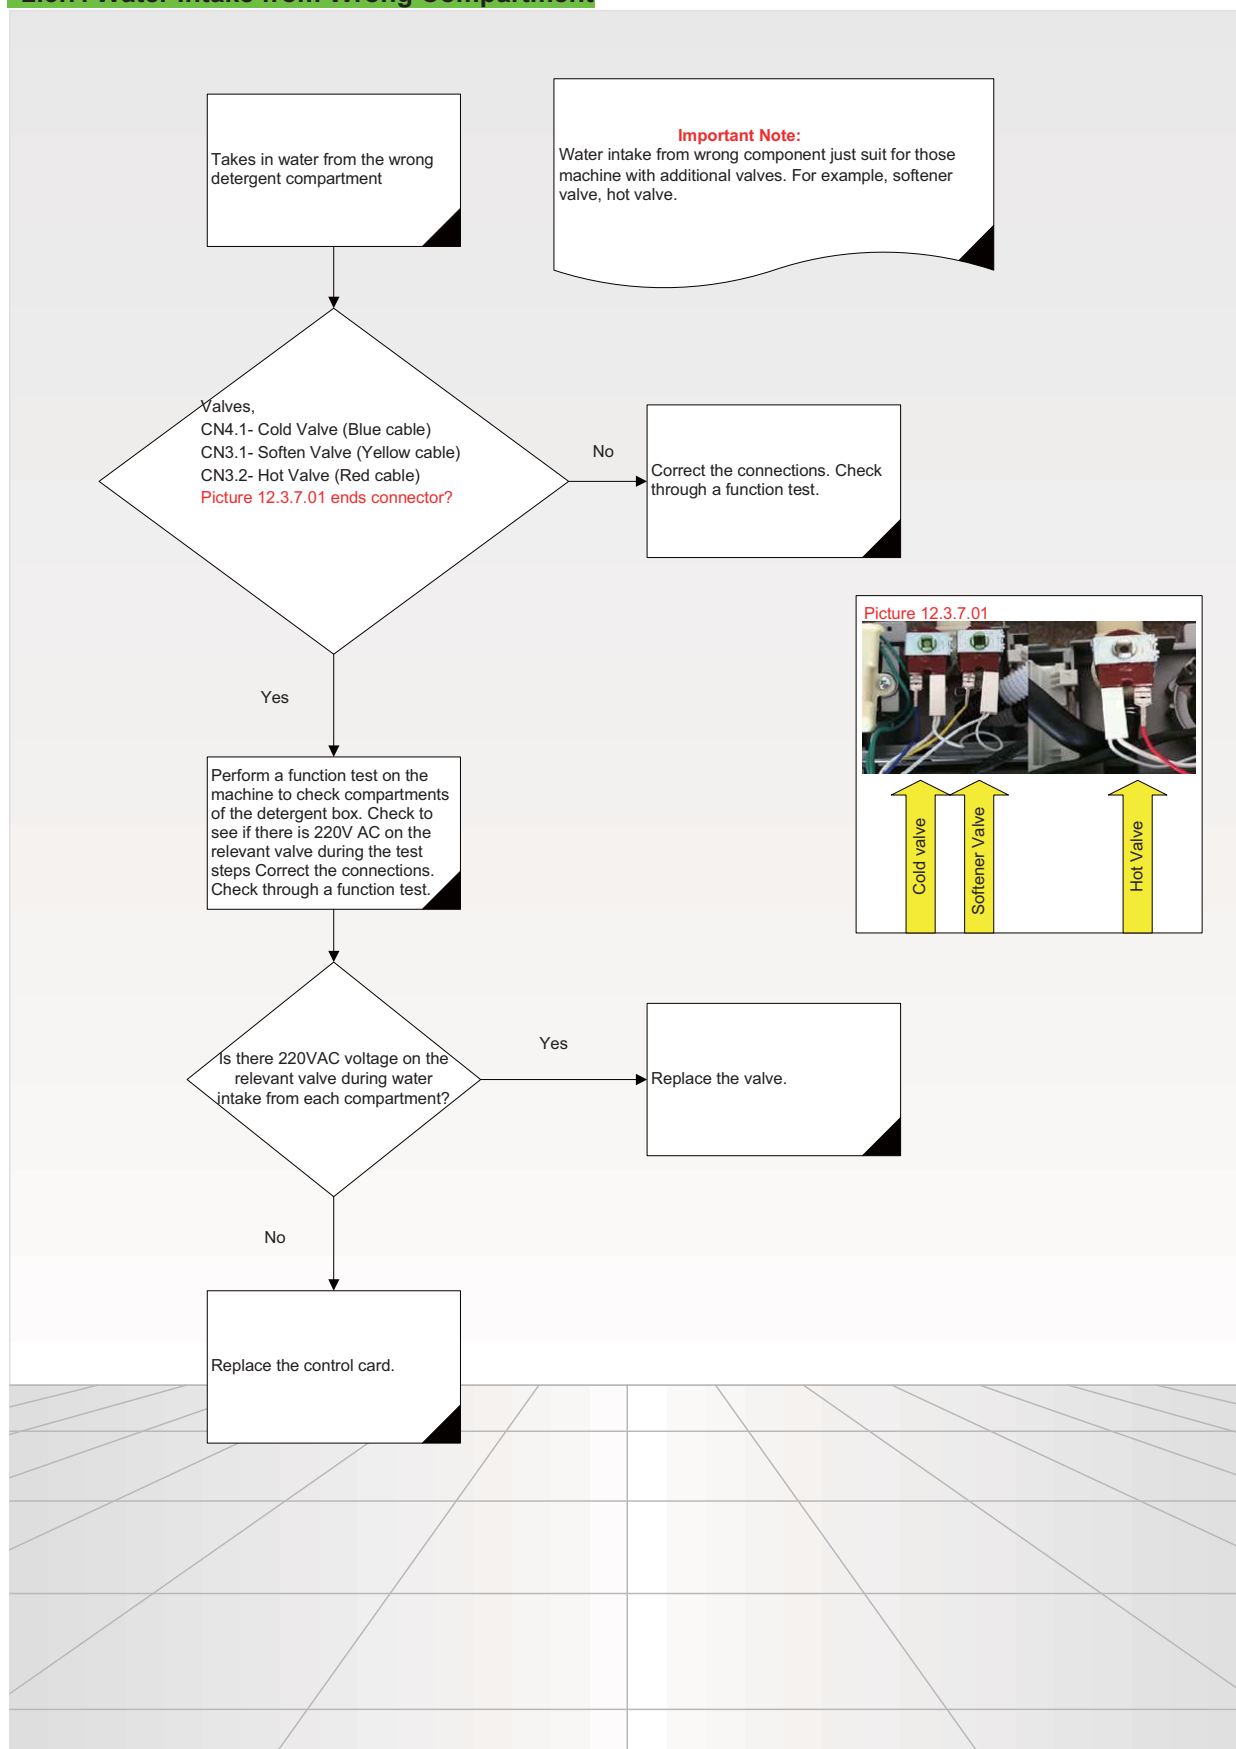 Water Intake from Wrong Compartment
Takes in water from the wrong
detergent compartment
Important Note:
Water intake from wrong component just suit for those
machine with additional valves. For example, softener
valve, hot valve.
Valves,
CN4.1- Cold Valve (Blue cable)
CN3.1- Soften Valve (Yellow cable)
CN3.2- Hot Valve (Red cable)
Picture 12.3.7.01 ends connector?
No
Correct the connections. Check
through a function test.
Yes
Picture 12.3.7.01
Cold valve
Softener Valve
Hot Valve
Perform a function test on the
machine to check compartments
of the detergent box. Check to
see if there is 220V AC on the
relevant valve during the test
steps Correct the connections.
Check through a function test.
Is there 220VAC voltage on the
relevant valve during water
intake from each compartment?
Yes
Replace the valve.
No
Replace the control card.